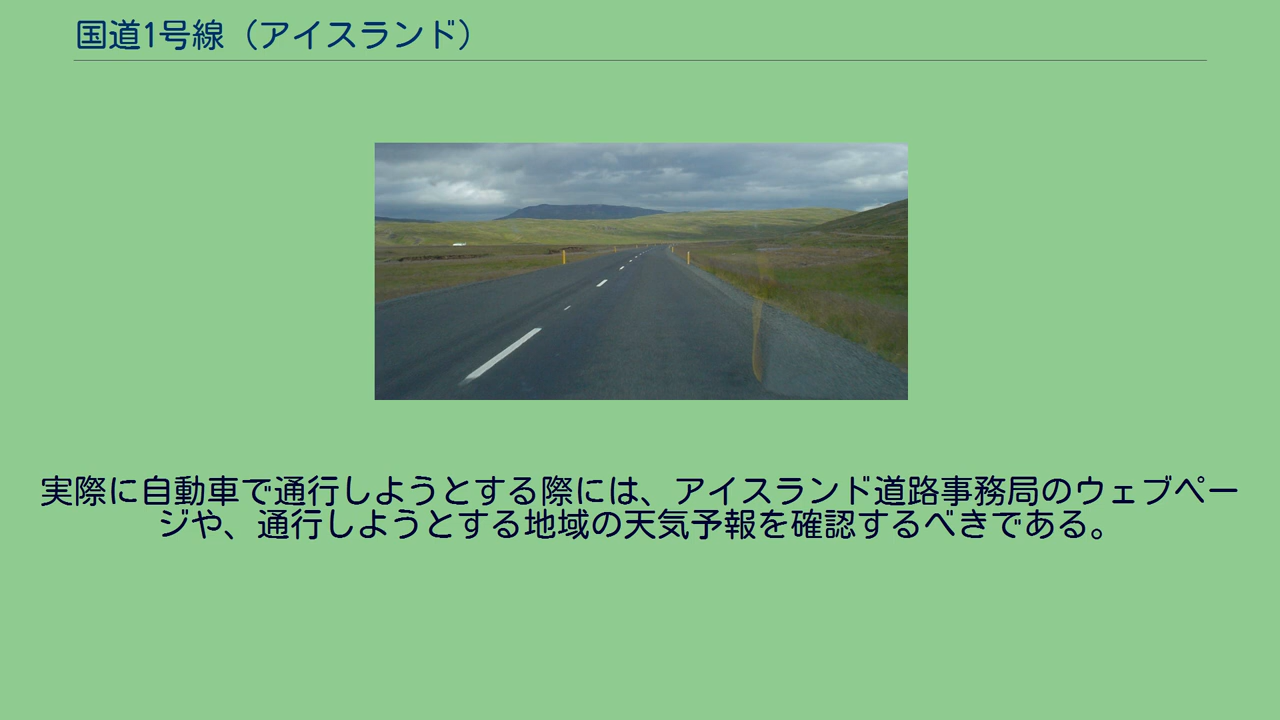 国道1号線（アイスランド）
実際に自動車で通行しようとする際には、アイスランド道路事務局のウェブペー
ジや、通行しようとする地域の天気予報を確認するべきである。